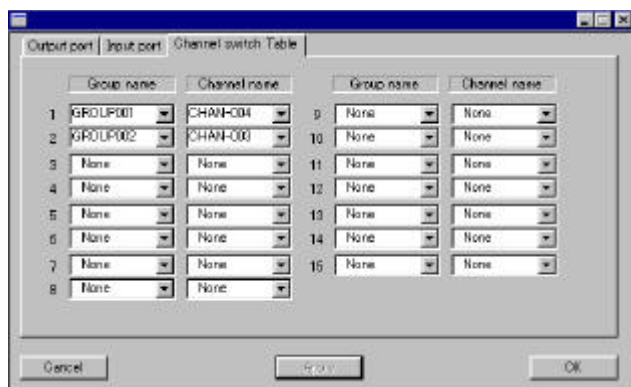 Output port Input port Channel switch Table
Group name Channel name Group name Channel name
1 GROUP001 CHAN-004 9 None None
2 GROUP002 CHAN-003 10 None None
3 None None 11 None None
4 None None 12 None None
5 None None 13 None None
6 None None 14 None None
7 None None 15 None None
8 None None
Cancel Apply OK